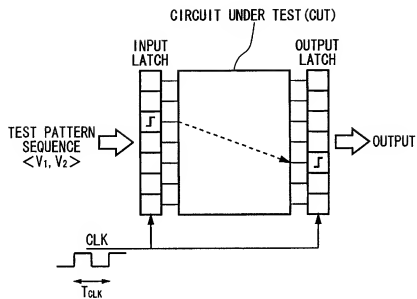 CIRCUIT UNDER TEST(CUT)
INPUT
LATCH
OUTPUT
LATCH
TEST PATTERN
SEQUENCE
<V1, V2>
OUTPUT
CLK
TCLK